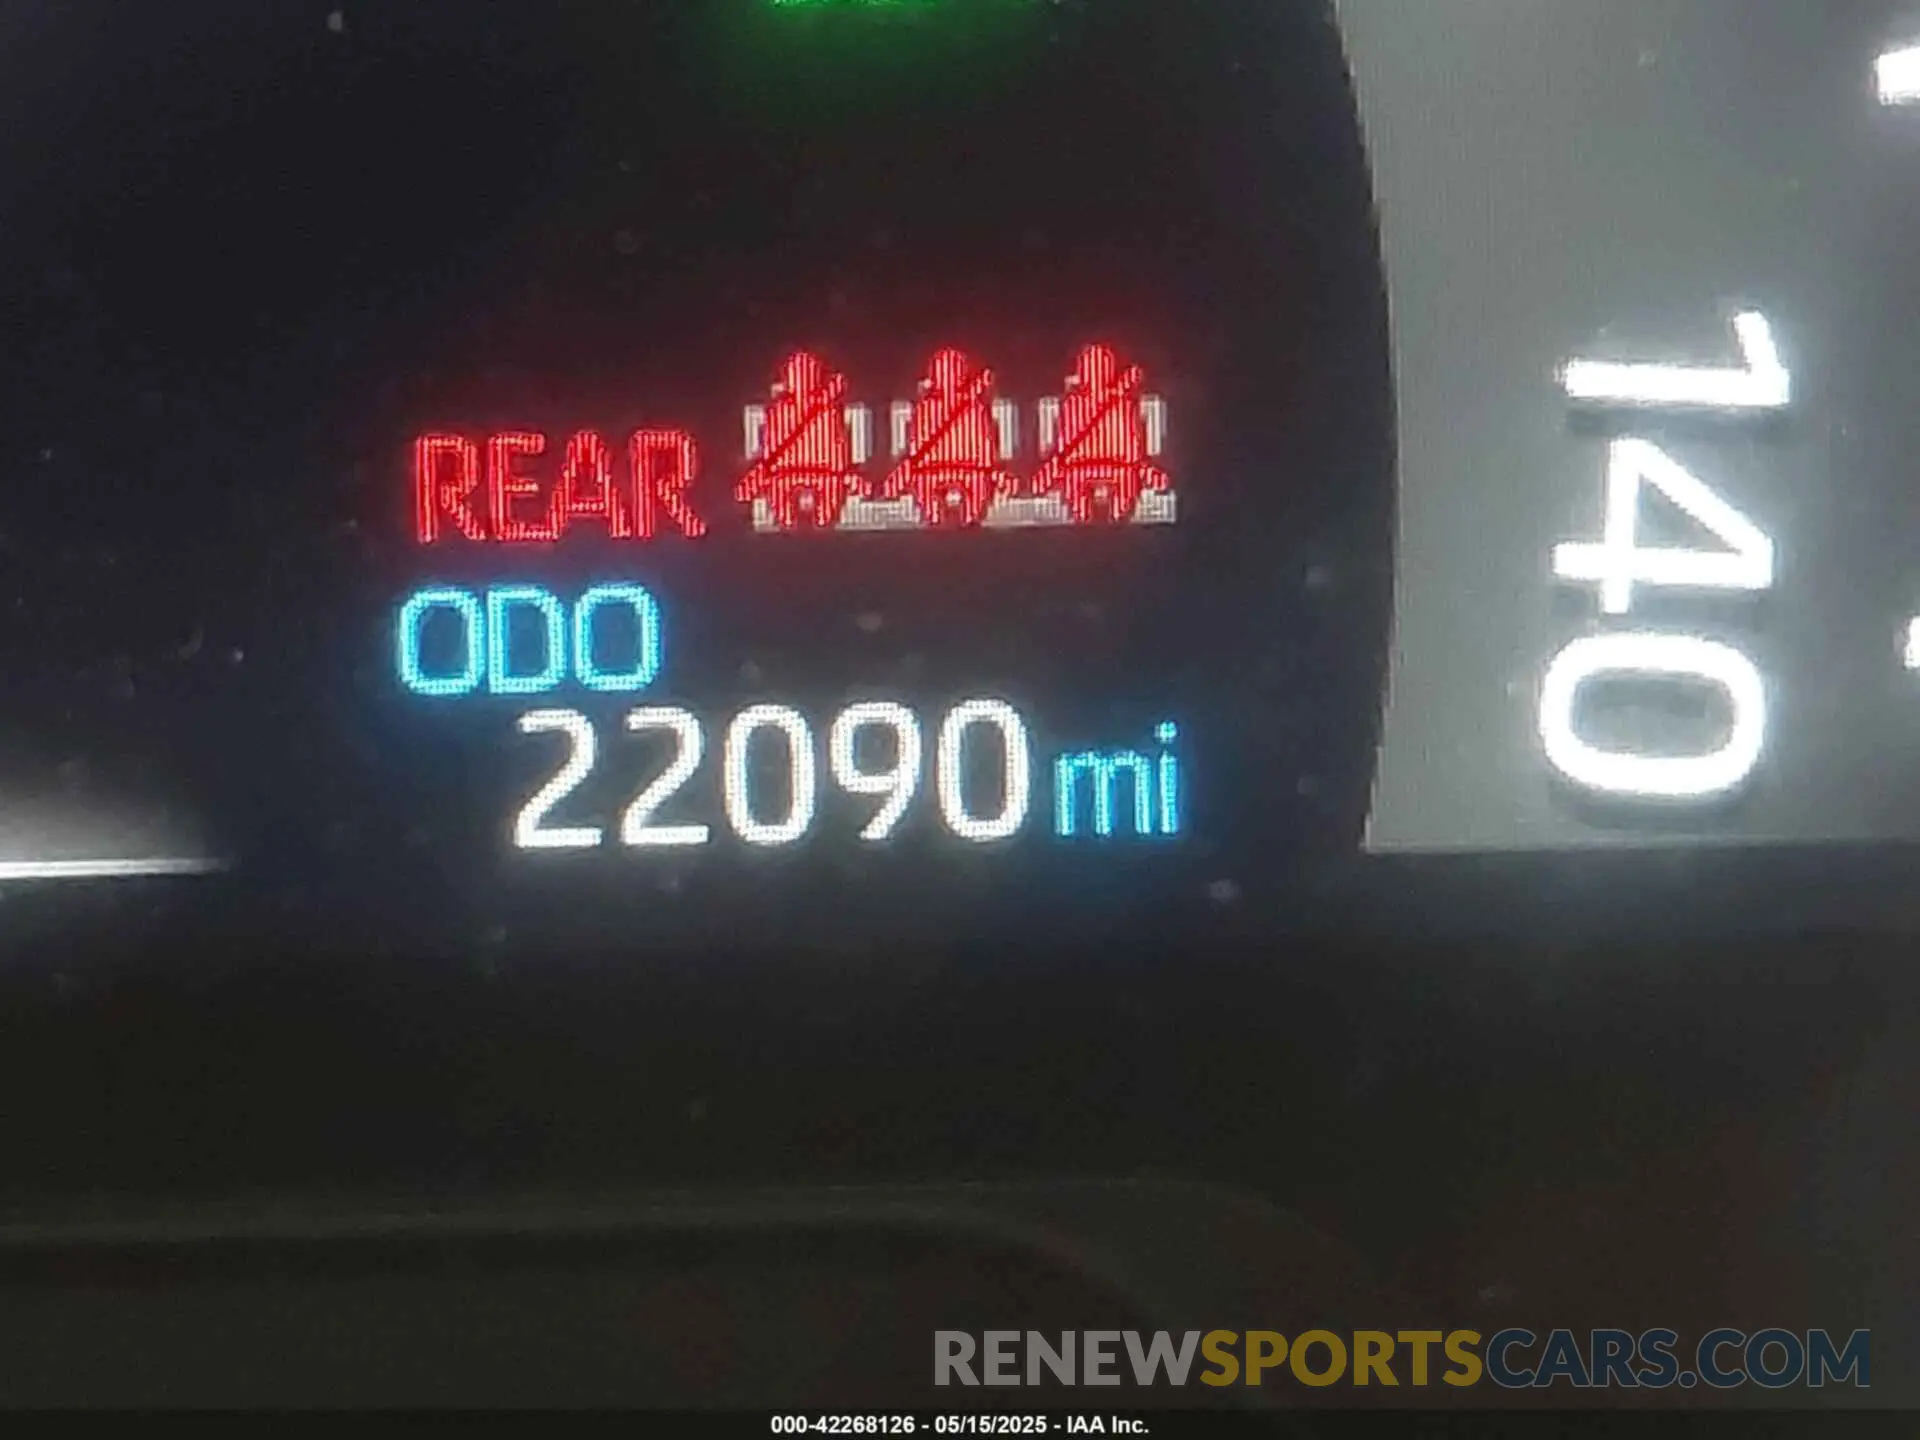 REAR
ODO
22090 mi
140
RENEWSPORTSCARS.COM
000-42268126 - 05/15/2025 - IAA Inc.